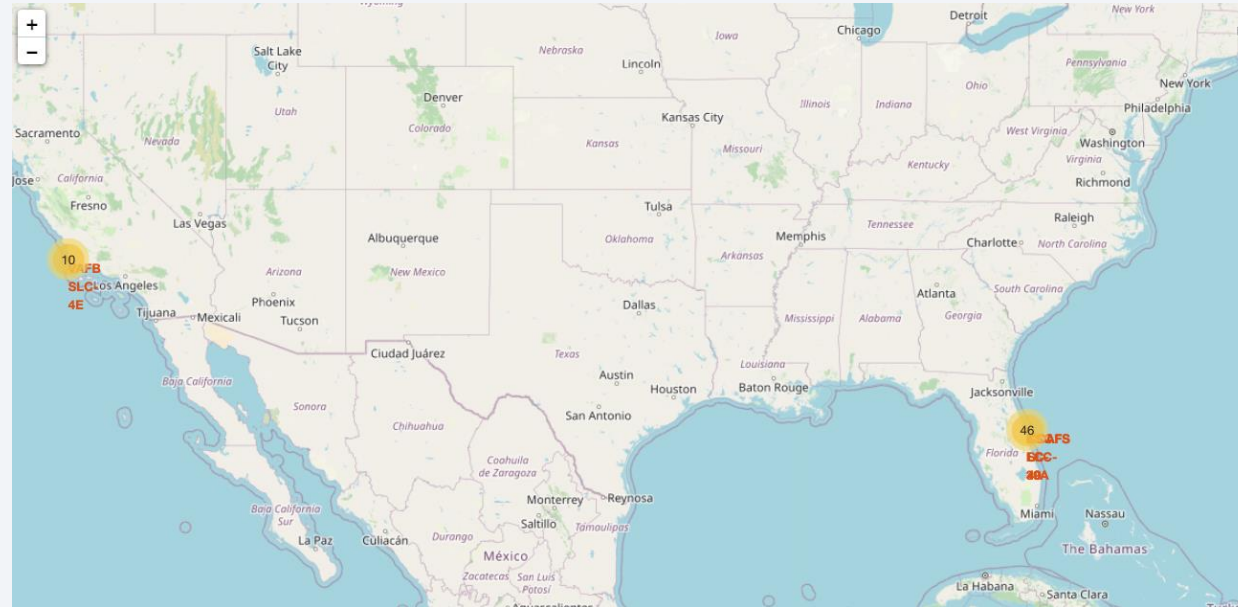 +
−
Wyoming
Detroit
New York
Chicago
Iowa
Salt Lake
City
Nebraska
Lincoln
Pennsylvania
New York
Denver
Utah
Illinois
Indiana
Ohio
Philadelphia
Kansas City
Colorado
Sacramento
Nevada
Kansas
Missouri
West Virginia
Washington
Virginia
Jose
California
Kentucky
Richmond
Fresno
Las Vegas
Tulsa
Raleigh
Albuquerque
Oklahoma
Tennessee
Memphis
Charlotte
North Carolina
10
Arizona
New Mexico
Arkansas
SLC-
4E
Los Angeles
Phoenix
Tucson
Dallas
Atlanta
South Carolina
Tijuana
Mexicali
Mississippi
Alabama
Georgia
Ciudad Juárez
Texas
Louisiana
Baja California
Austin
Houston
Baton Rouge
Jacksonville
Sonora
San Antonio
Chihuahua
46
Florida
Coahuila
de Zaragoza
Baja California
Sur
Monterrey
Reynosa
Saltillo
Tamaulipas
Miami
Nassau
La Paz
Culiacán
Durango
México
The Bahamas
Zacatecas
San Luis
Potosí
La Habana
Santa Clara
Aguascalientes